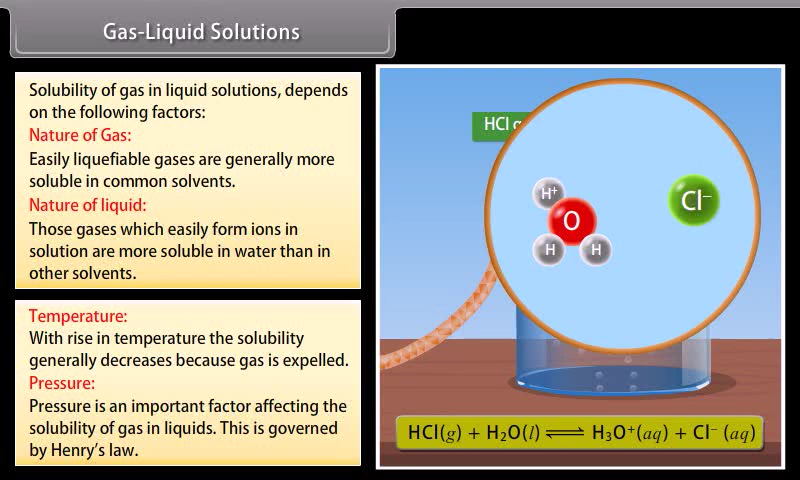 Gas-Liquid Solutions
Solubility of gas in liquid solutions, depends
on the following factors:
Nature of Gas:
Easily liquefiable gases are generally more
soluble in common solvents.
Nature of liquid:
Those gases which easily form ions in
solution are more soluble in water than in
other solvents.
Temperature:
With rise in temperature the solubility
generally decreases because gas is expelled.
Pressure:
Pressure is an important factor affecting the
solubility of gas in liquids. This is governed
by Henry's law.
HCl
H⁺
O
H
H
Cl⁻
HCl(g) + H₂O(l) ⇌ H₃O⁺(aq) + Cl⁻ (aq)